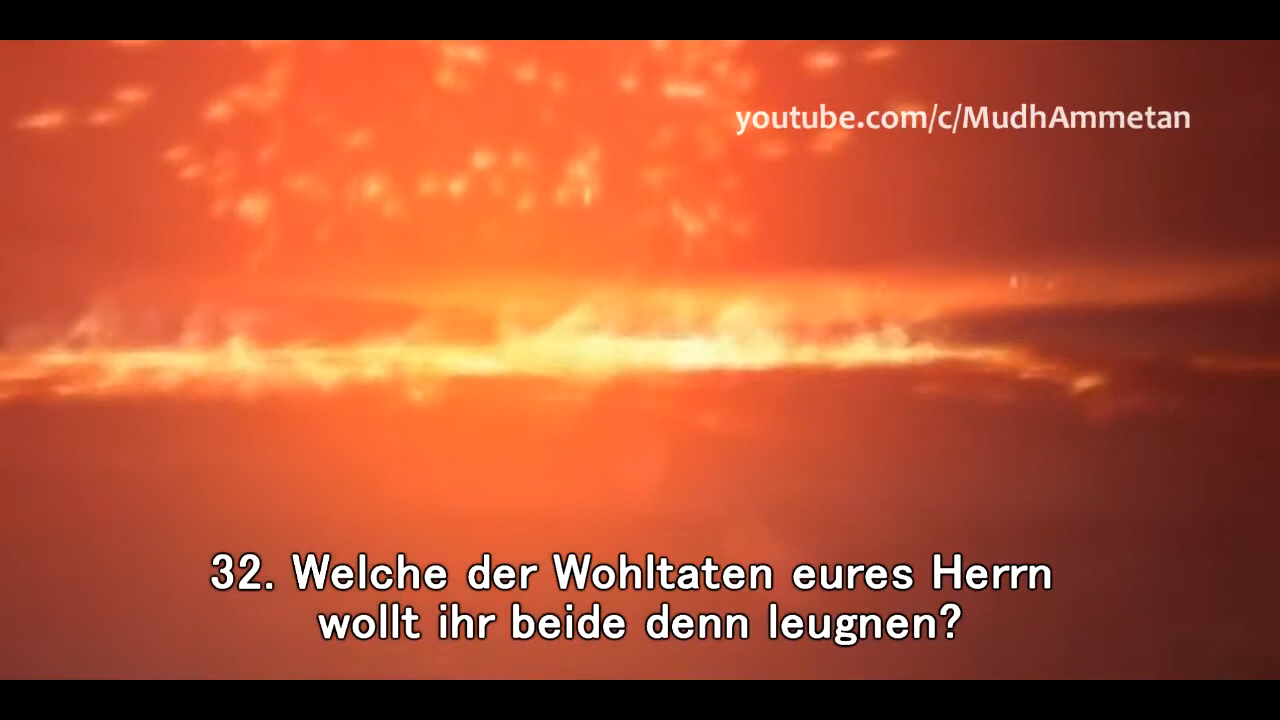 youtube.com/c/MudhAmmetan
32. Welche der Wohltaten eures Herrn
wollt ihr beide denn leugnen?